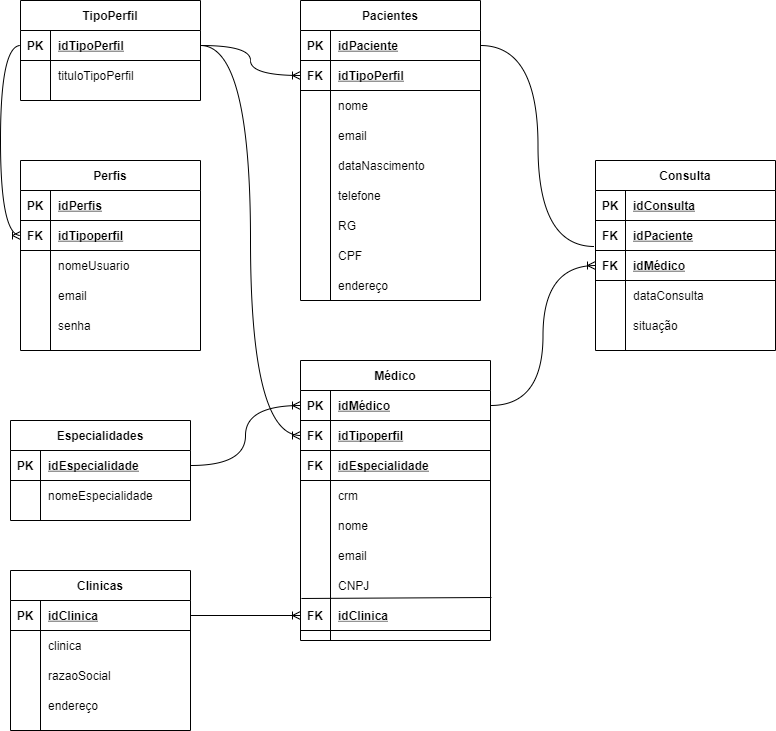 TipoPerfil
PK idTipoPerfil
tituloTipoPerfil
Pacientes
PK idPaciente
FK idTipoPerfil
nome
email
dataNascimento
telefone
RG
CPF
endereço
Perfis
PK idPerfis
FK idTipoperfil
nomeUsuario
email
senha
Consulta
PK idConsulta
FK idPaciente
FK idMédico
dataConsulta
situação
Médico
PK idMédico
FK idTipoperfil
FK idEspecialidade
crm
nome
email
CNPJ
FK idClinica
Especialidades
PK idEspecialidade
nomeEspecialidade
Clinicas
PK idClinica
clinica
razaoSocial
endereço